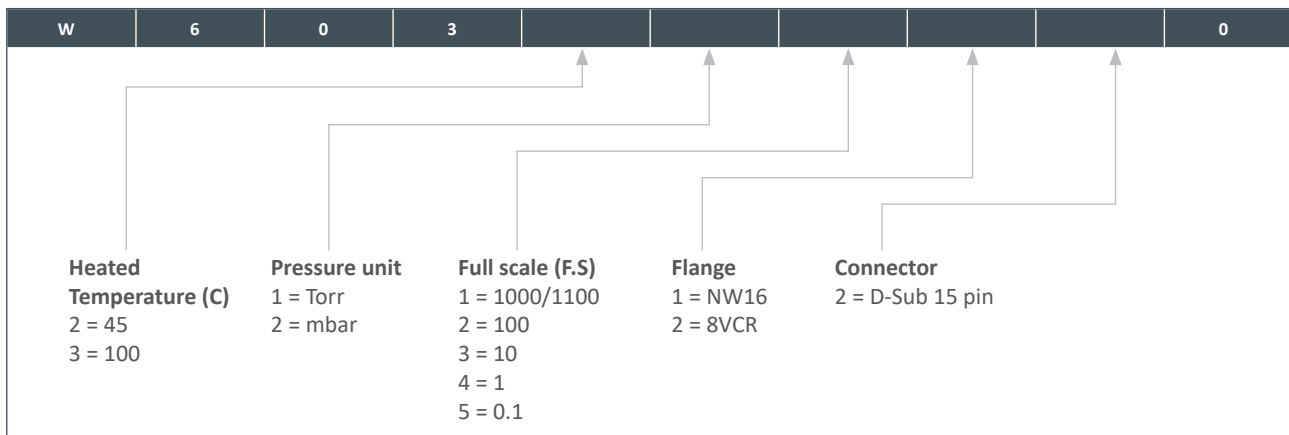 W 6 0 3 0
Heated
Temperature (C)
2 = 45
3 = 100
Pressure unit
1 = Torr
2 = mbar
Full scale (F.S)
1 = 1000/1100
2 = 100
3 = 10
4 = 1
5 = 0.1
Flange
1 = NW16
2 = 8VCR
Connector
2 = D-Sub 15 pin